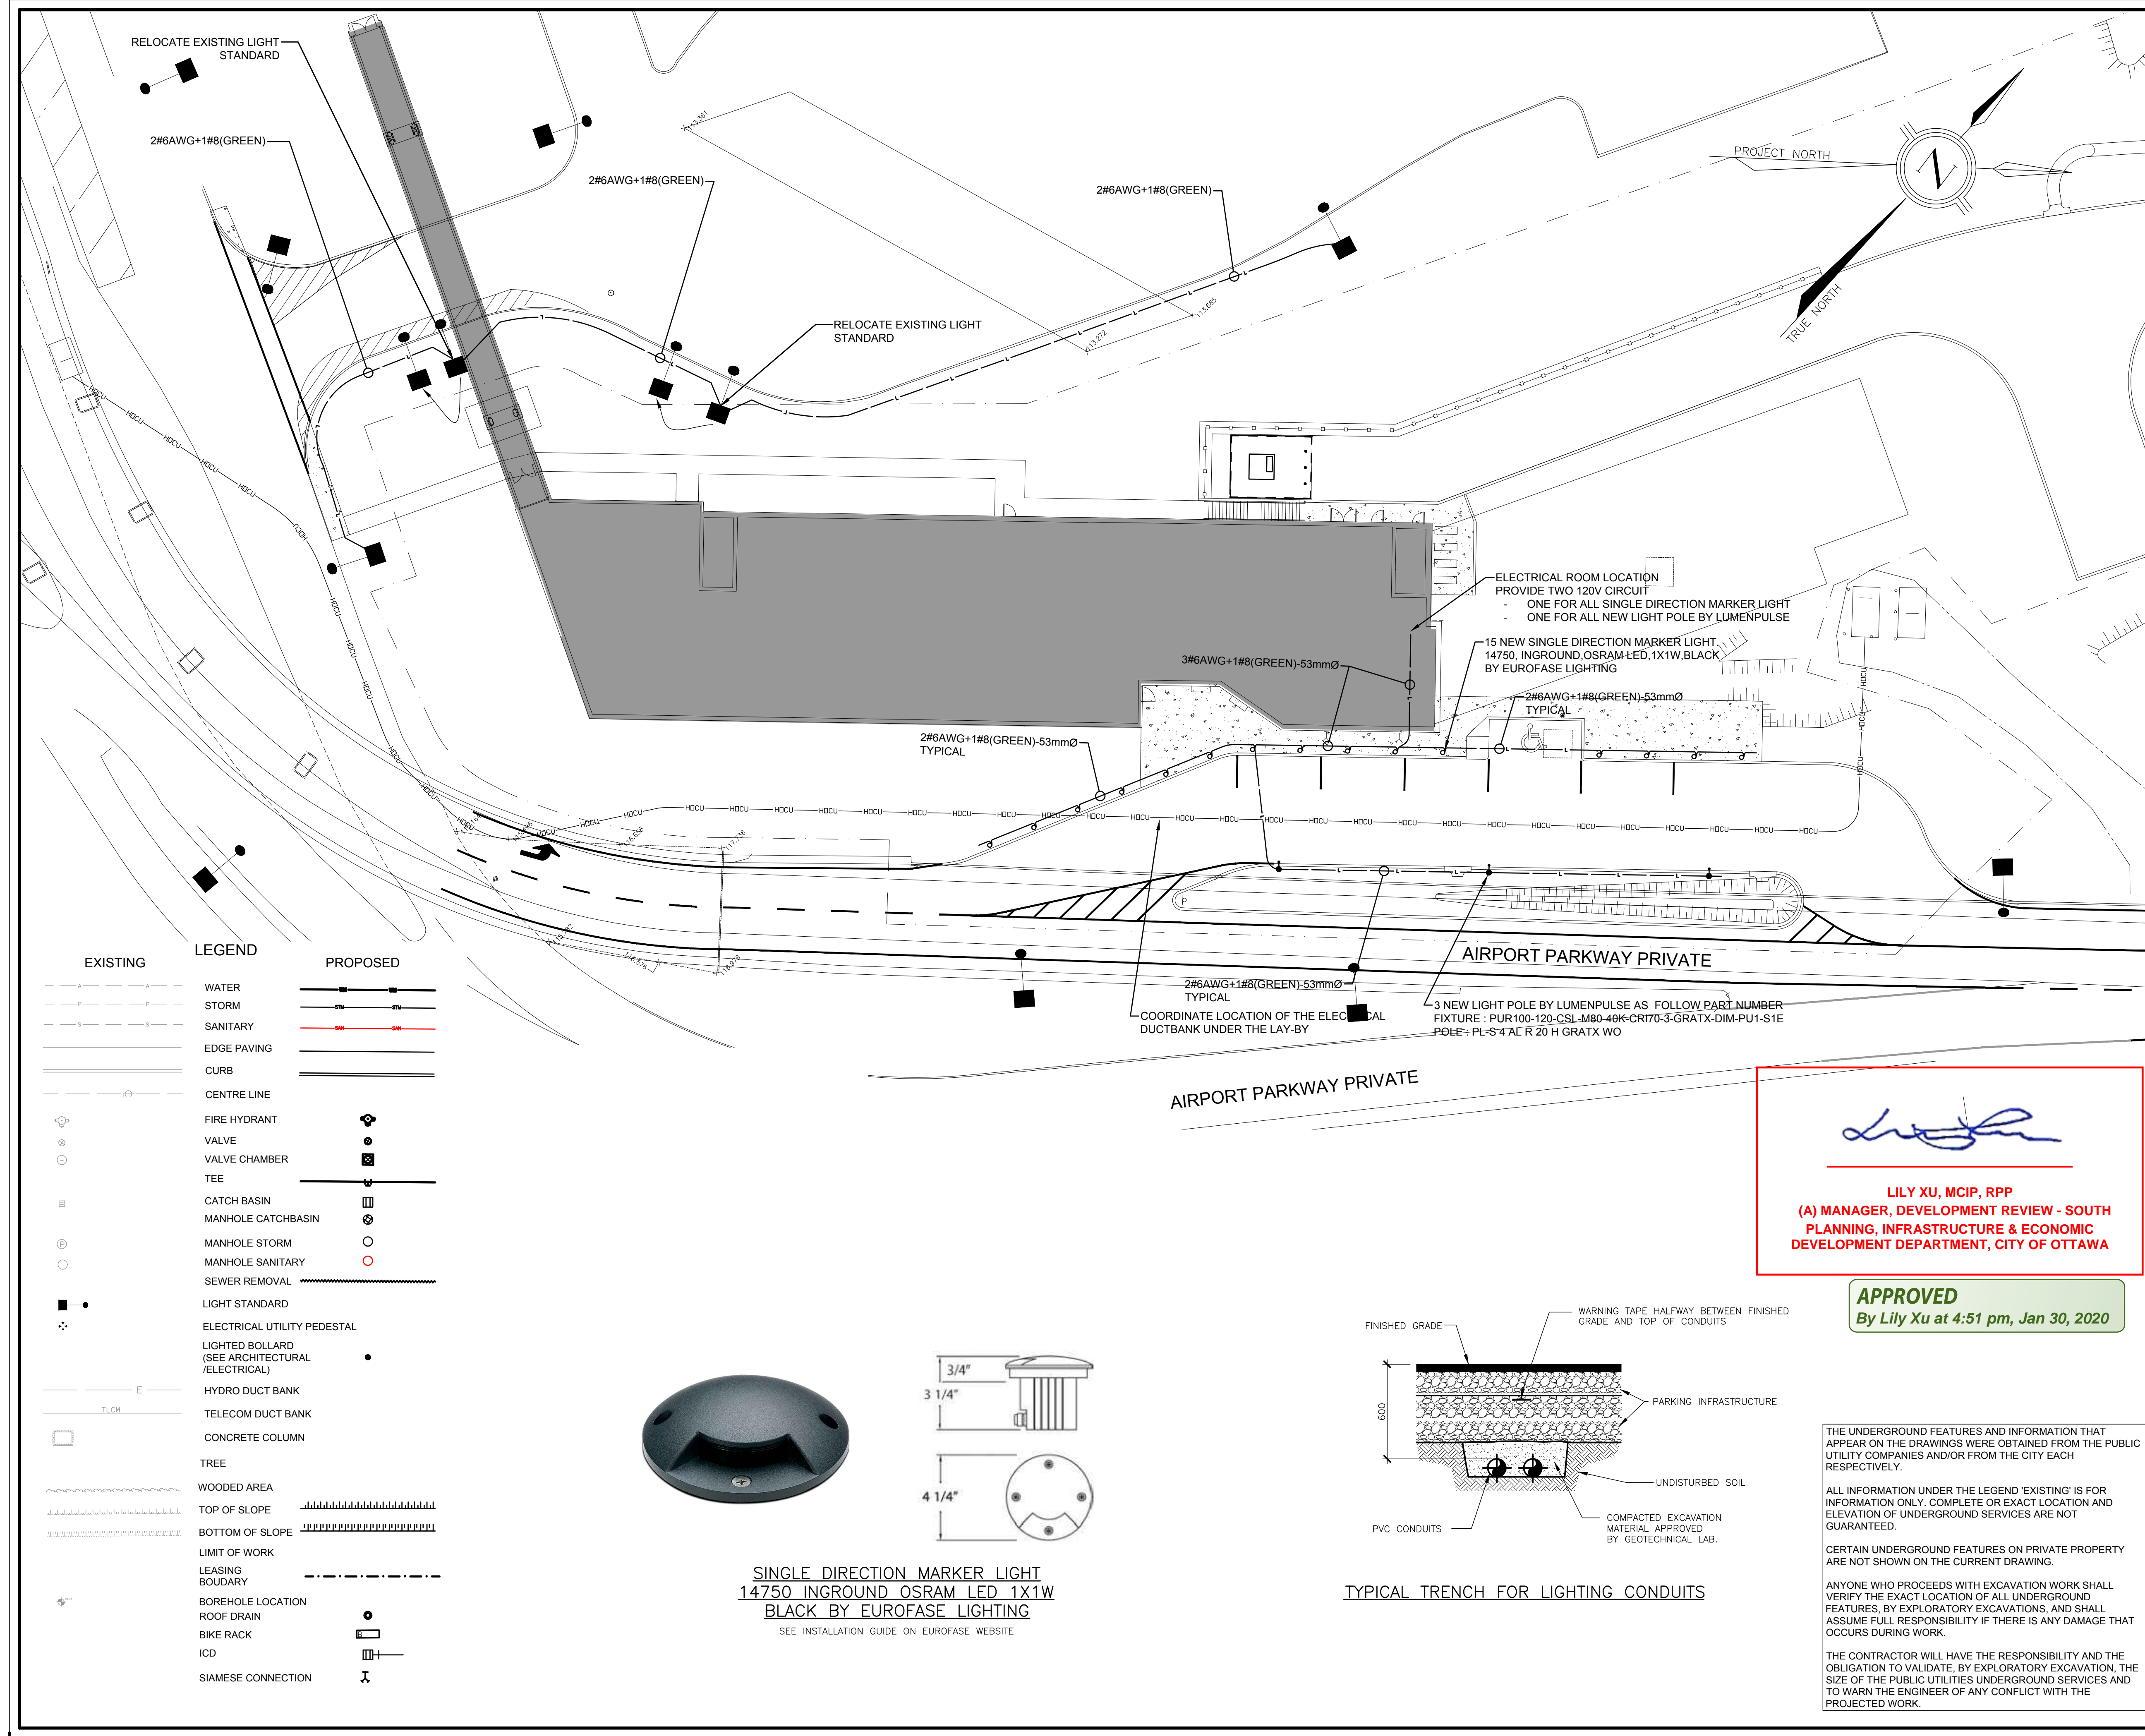 RELOCATE EXISTING LIGHT
STANDARD
2#6AWG+1#8(GREEN)
2#6AWG+1#8(GREEN)
2#6AWG+1#8(GREEN)
113.361
113.685
113.272
RELOCATE EXISTING LIGHT
STANDARD
PROJECT NORTH
N
TRUE NORTH
ELECTRICAL ROOM LOCATION
PROVIDE TWO 120V CIRCUIT
- ONE FOR ALL SINGLE DIRECTION MARKER LIGHT
- ONE FOR ALL NEW LIGHT POLE BY LUMENPULSE
15 NEW SINGLE DIRECTION MARKER LIGHT.
14750, INGROUND,OSRAM LED,1X1W,BLACK
BY EUROFASE LIGHTING
3#6AWG+1#8(GREEN)-53mmØ
2#6AWG+1#8(GREEN)-53mmØ
TYPICAL
2#6AWG+1#8(GREEN)-53mmØ
TYPICAL
116.658
117.736
116.576
116.976
AIRPORT PARKWAY PRIVATE
2#6AWG+1#8(GREEN)-53mmØ
TYPICAL
COORDINATE LOCATION OF THE ELECTRICAL
DUCTBANK UNDER THE LAY-BY
3 NEW LIGHT POLE BY LUMENPULSE AS FOLLOW PART NUMBER
FIXTURE : PUR100-120-CSL-M80-40K-CRI70-3-GRATX-DIM-PU1-S1E
POLE : PL-S 4 AL R 20 H GRATX WO
AIRPORT PARKWAY PRIVATE
LEGEND
EXISTING
PROPOSED
WATER
STORM
SANITARY
EDGE PAVING
CURB
CENTRE LINE
FIRE HYDRANT
VALVE
VALVE CHAMBER
TEE
CATCH BASIN
MANHOLE CATCHBASIN
MANHOLE STORM
MANHOLE SANITARY
SEWER REMOVAL
LIGHT STANDARD
ELECTRICAL UTILITY PEDESTAL
LIGHTED BOLLARD
(SEE ARCHITECTURAL
/ELECTRICAL)
HYDRO DUCT BANK
TELECOM DUCT BANK
CONCRETE COLUMN
TREE
WOODED AREA
TOP OF SLOPE
BOTTOM OF SLOPE
LIMIT OF WORK
LEASING
BOUDARY
BOREHOLE LOCATION
ROOF DRAIN
BIKE RACK
ICD
SIAMESE CONNECTION
3/4"
3 1/4"
4 1/4"
SINGLE DIRECTION MARKER LIGHT
14750 INGROUND OSRAM LED 1X1W
BLACK BY EUROFASE LIGHTING
SEE INSTALLATION GUIDE ON EUROFASE WEBSITE
FINISHED GRADE
WARNING TAPE HALFWAY BETWEEN FINISHED
GRADE AND TOP OF CONDUITS
600
PARKING INFRASTRUCTURE
UNDISTURBED SOIL
PVC CONDUITS
COMPACTED EXCAVATION
MATERIAL APPROVED
BY GEOTECHNICAL LAB.
TYPICAL TRENCH FOR LIGHTING CONDUITS
LILY XU, MCIP, RPP
(A) MANAGER, DEVELOPMENT REVIEW - SOUTH
PLANNING, INFRASTRUCTURE & ECONOMIC
DEVELOPMENT DEPARTMENT, CITY OF OTTAWA
APPROVED
By Lily Xu at 4:51 pm, Jan 30, 2020
THE UNDERGROUND FEATURES AND INFORMATION THAT
APPEAR ON THE DRAWINGS WERE OBTAINED FROM THE PUBLIC
UTILITY COMPANIES AND/OR FROM THE CITY EACH
RESPECTIVELY.
ALL INFORMATION UNDER THE LEGEND 'EXISTING' IS FOR
INFORMATION ONLY. COMPLETE OR EXACT LOCATION AND
ELEVATION OF UNDERGROUND SERVICES ARE NOT
GUARANTEED.
CERTAIN UNDERGROUND FEATURES ON PRIVATE PROPERTY
ARE NOT SHOWN ON THE CURRENT DRAWING.
ANYONE WHO PROCEEDS WITH EXCAVATION WORK SHALL
VERIFY THE EXACT LOCATION OF ALL UNDERGROUND
FEATURES, BY EXPLORATORY EXCAVATIONS, AND SHALL
ASSUME FULL RESPONSIBILITY IF THERE IS ANY DAMAGE THAT
OCCURS DURING WORK.
THE CONTRACTOR WILL HAVE THE RESPONSIBILITY AND THE
OBLIGATION TO VALIDATE, BY EXPLORATORY EXCAVATION, THE
SIZE OF THE PUBLIC UTILITIES UNDERGROUND SERVICES AND
TO WARN THE ENGINEER OF ANY CONFLICT WITH THE
PROJECTED WORK.